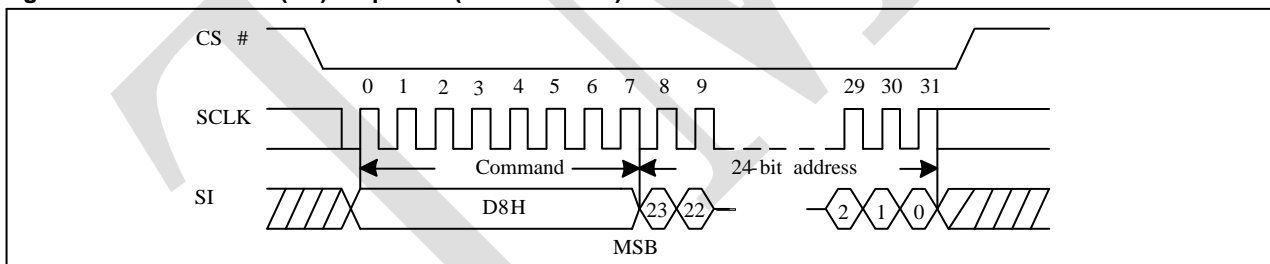 CS #
0 1 2 3 4 5 6 7 8 9 29 30 31
SCLK
Command 24-bit address
SI D8H 23 22 2 1 0
MSB